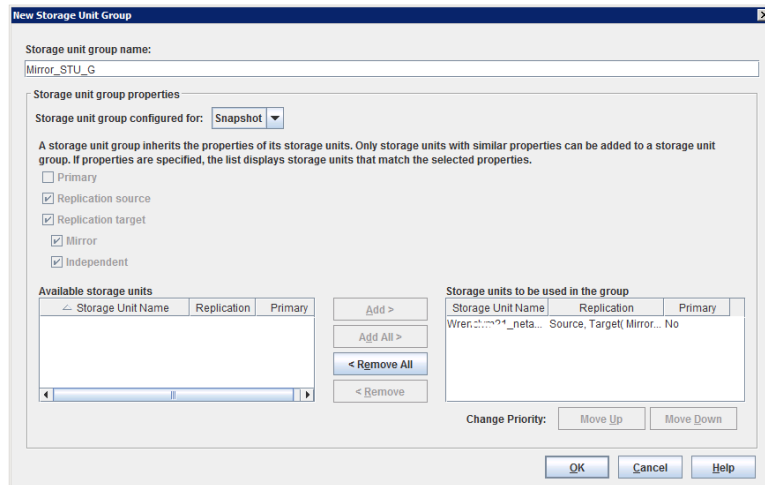 New Storage Unit Group
Storage unit group name:
Mirror_STU_G
Storage unit group properties
Storage unit group configured for: Snapshot
A storage unit group inherits the properties of its storage units. Only storage units with similar properties can be added to a storage unit
group. If properties are specified, the list displays storage units that match the selected properties.
Primary
Replication source
Replication target
Mirror
Independent
Available storage units
Storage Unit Name Replication Primary
Add >
Add All >
< Remove All
< Remove
Storage units to be used in the group
Storage Unit Name Replication Primary
Source, Target( Mirror... No
Change Priority: Move Up Move Down
OK Cancel Help